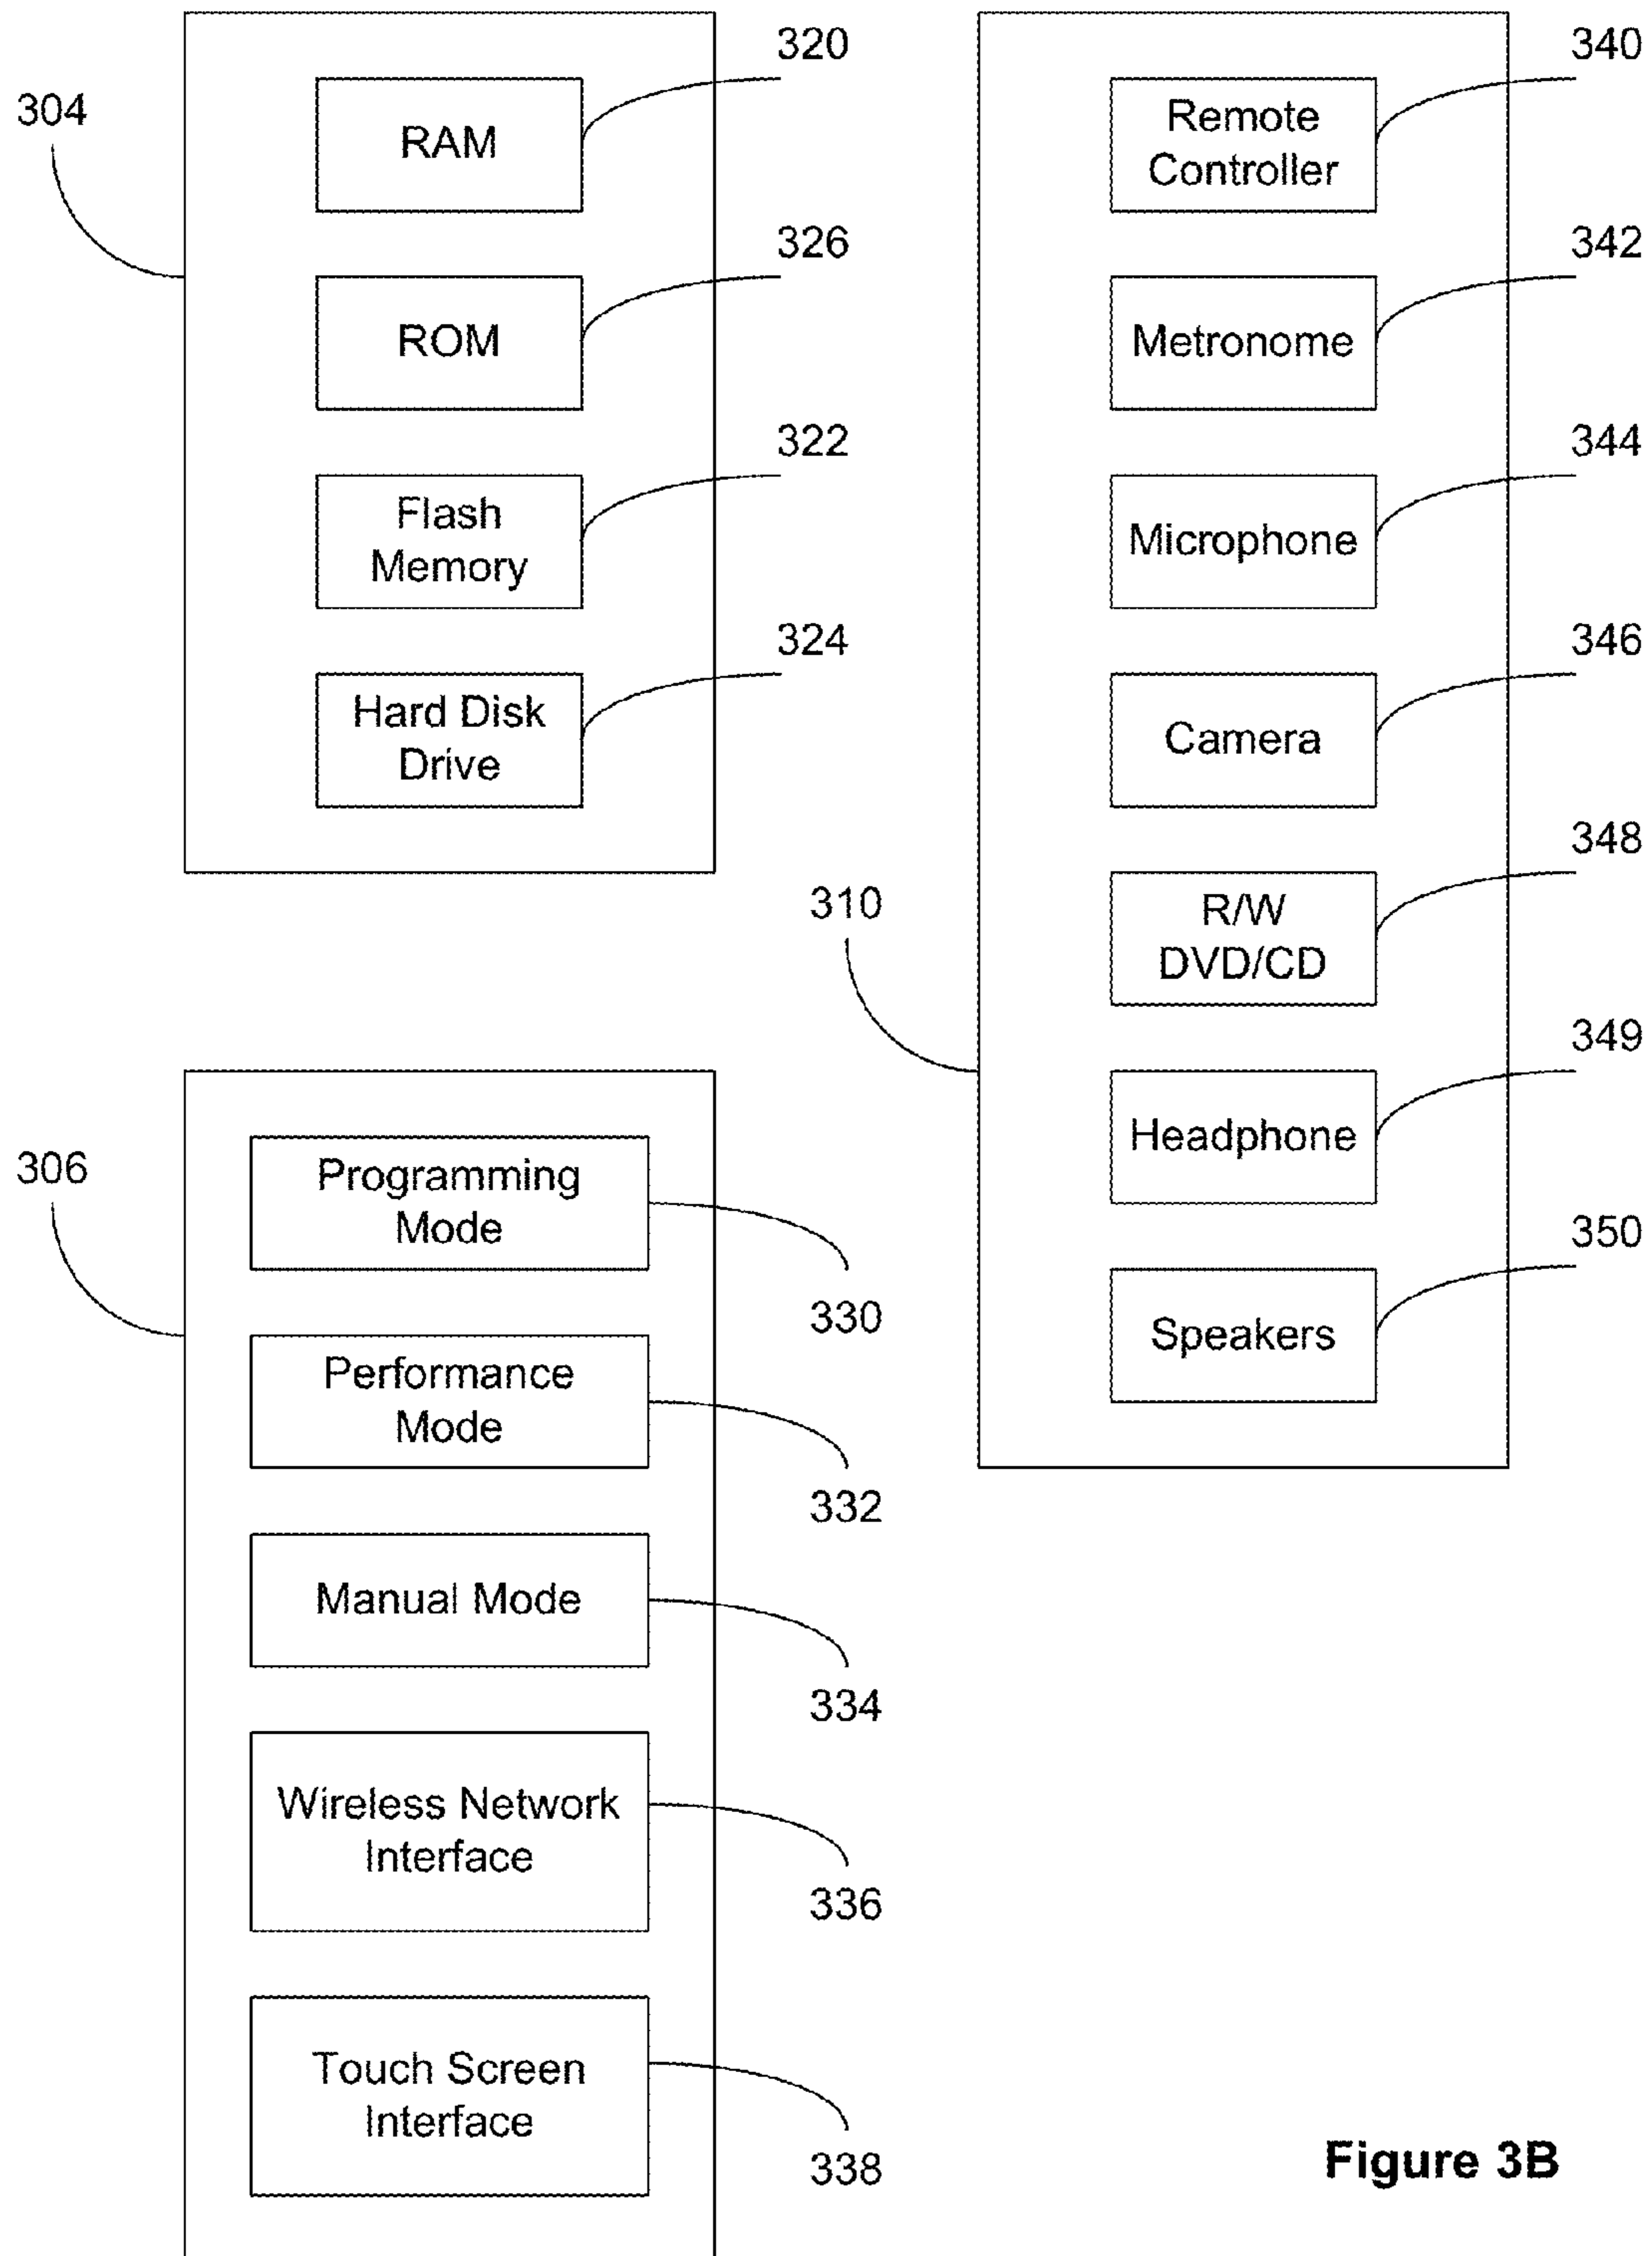 304
320
RAM
326
ROM
322
Flash
Memory
324
Hard Disk
Drive
306
Programming
Mode
330
Performance
Mode
332
Manual Mode
334
Wireless Network
Interface
336
Touch Screen
Interface
338
310
340
Remote
Controller
342
Metronome
344
Microphone
346
Camera
348
R/W
DVD/CD
349
Headphone
350
Speakers
Figure 3B